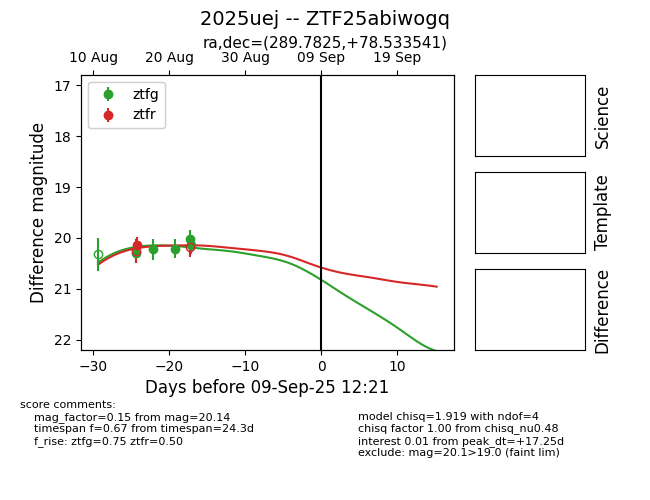 2025uej -- ZTF25abiwogq
ra,dec=(289.7825,+78.533541)
10 Aug 20 Aug 30 Aug 09 Sep 19 Sep
ztfg
ztfr
17
18
19
20
21
22
Difference magnitude
−30 −20 −10 0 10
Days before 09-Sep-25 12:21
Science
Template
Difference
score comments:
mag_factor=0.15 from mag=20.14
timespan f=0.67 from timespan=24.3d
f_rise: ztfg=0.75 ztfr=0.50
model chisq=1.919 with ndof=4
chisq factor 1.00 from chisq_nu0.48
interest 0.01 from peak_dt=+17.25d
exclude: mag=20.1>19.0 (faint lim)